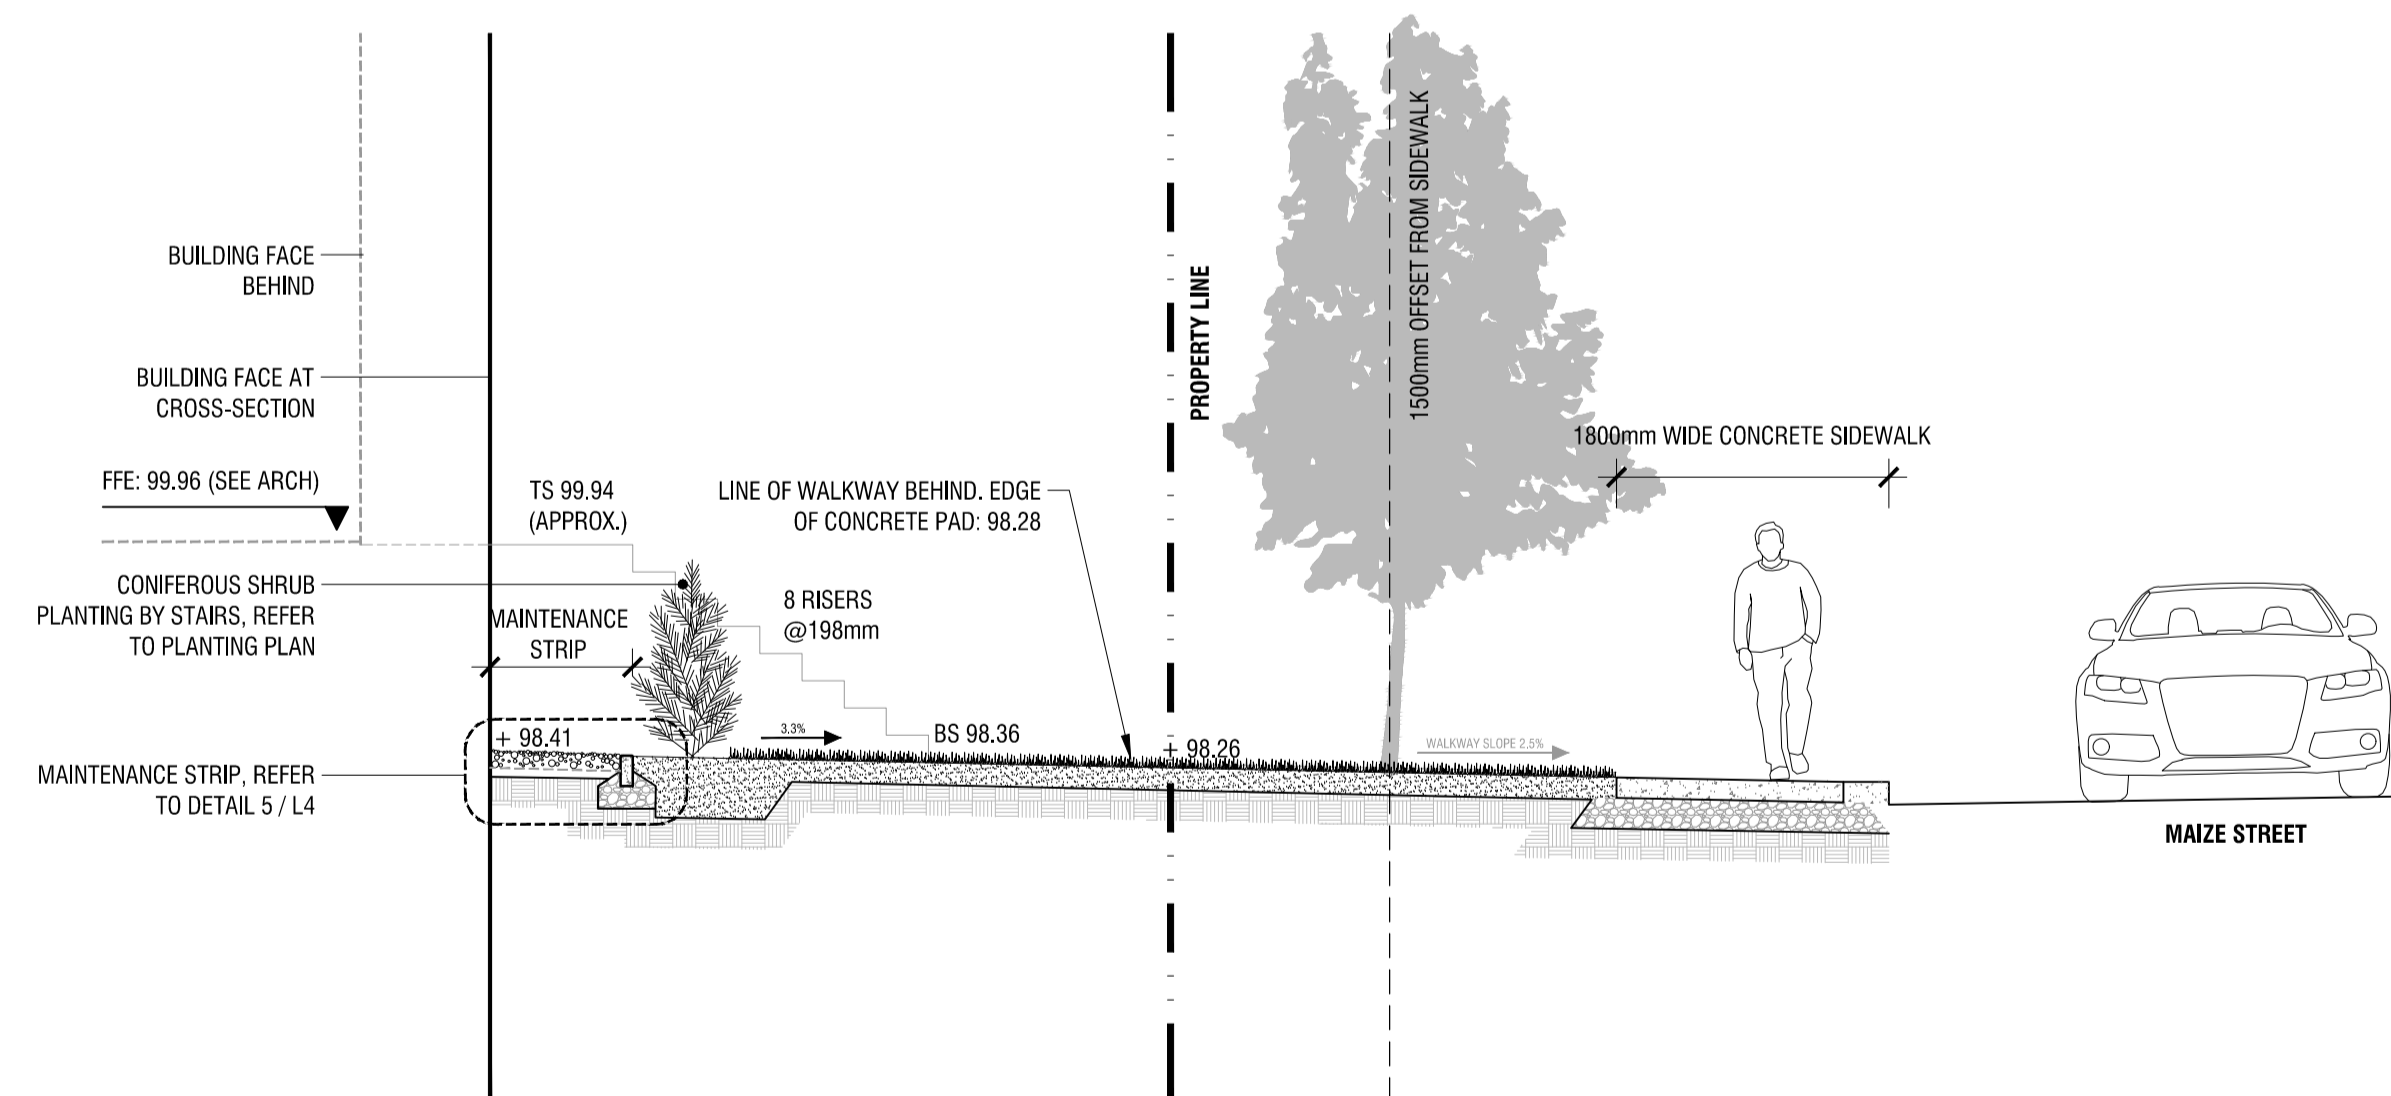 BUILDING FACE
BEHIND
BUILDING FACE AT
CROSS-SECTION
FFE: 99.96 (SEE ARCH)
CONIFEROUS SHRUB
PLANTING BY STAIRS, REFER
TO PLANTING PLAN
MAINTENANCE STRIP, REFER
TO DETAIL 5 / L4
TS 99.94
(APPROX.)
MAINTENANCE
STRIP
+ 98.41
8 RISERS
@198mm
3.3%
BS 98.36
LINE OF WALKWAY BEHIND. EDGE
OF CONCRETE PAD: 98.28
PROPERTY LINE
+ 98.26
1500mm OFFSET FROM SIDEWALK
WALKWAY SLOPE 2.5%
1800mm WIDE CONCRETE SIDEWALK
MAIZE STREET